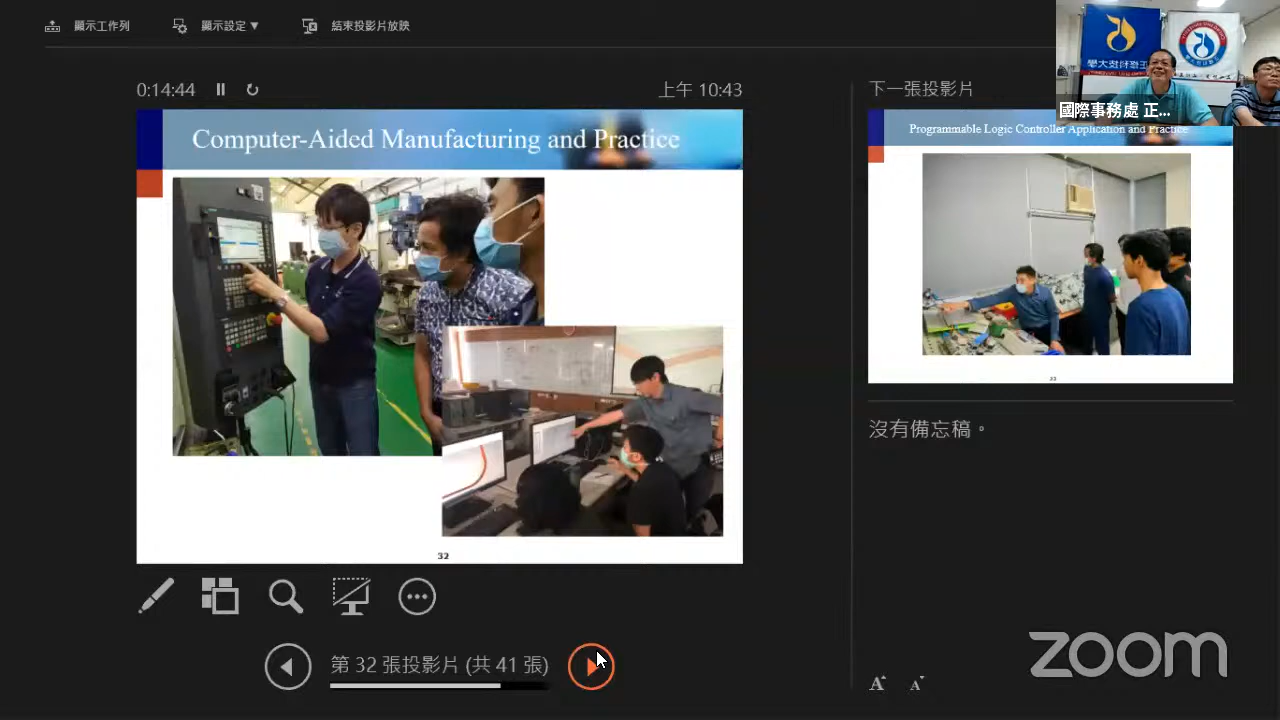 顯示工作列
顯示設定 ▼
結束投影片放映
0:14:44
上午 10:43
Computer-Aided Manufacturing and Practice
32
第 32 張投影片 (共 41 張)
下一張投影片
Programmable Logic Controller Application and Practice
33
沒有備忘稿。
國際事務處 正...
zoom